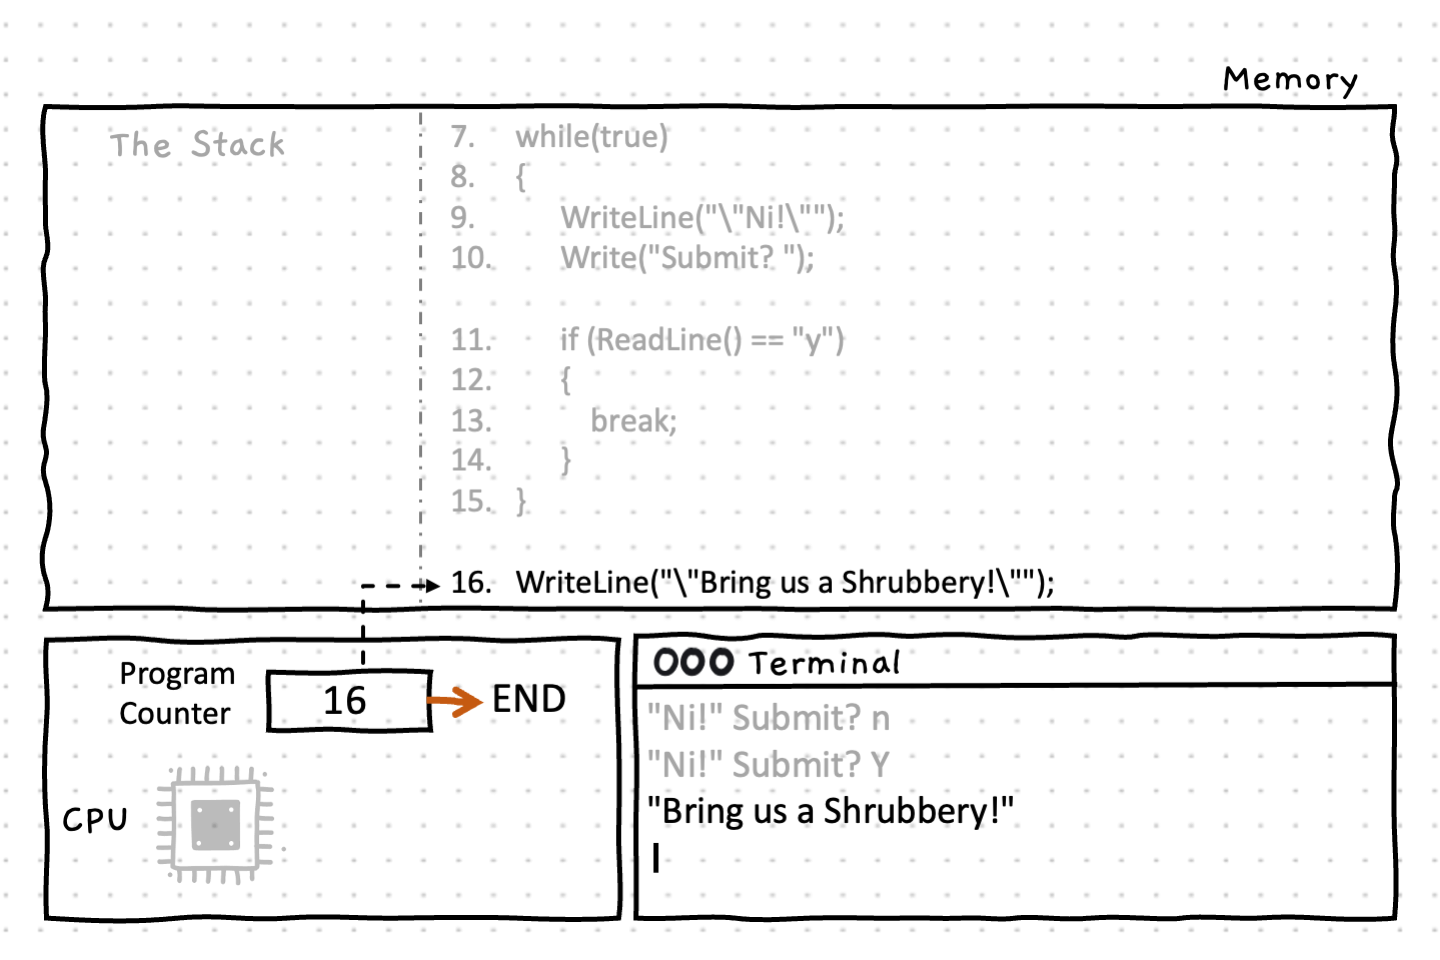 Memory
The Stack
7. while(true)
8. {
9. WriteLine("\"Ni!\"");
10. Write("Submit? ");
11. if (ReadLine() == "y")
12. {
13. break;
14. }
15. }
16. WriteLine("\"Bring us a Shrubbery!\"");
Program
Counter
16
END
CPU
Terminal
"Ni!" Submit? n
"Ni!" Submit? Y
"Bring us a Shrubbery!"